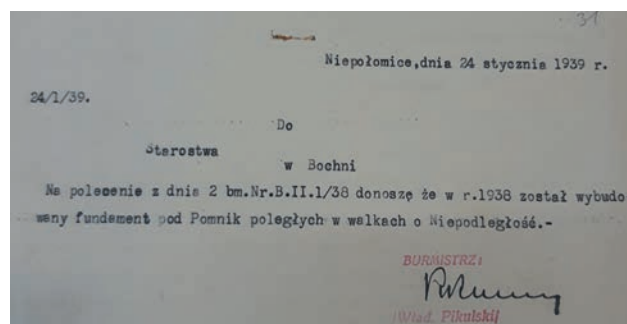 31
Niepołomice,dnia 24 stycznia 1939 r.
24/1/39.
Do
Starostwa
w Bochni
Na polecenie z dnia 2 bm.Nr.B.II.1/38 donoszę że w r.1938 został wybudo
wany fundament pod Pomnik poległych w walkach o Niepodległość.-
BURMISTRZ:
/Wład. Pikulski/